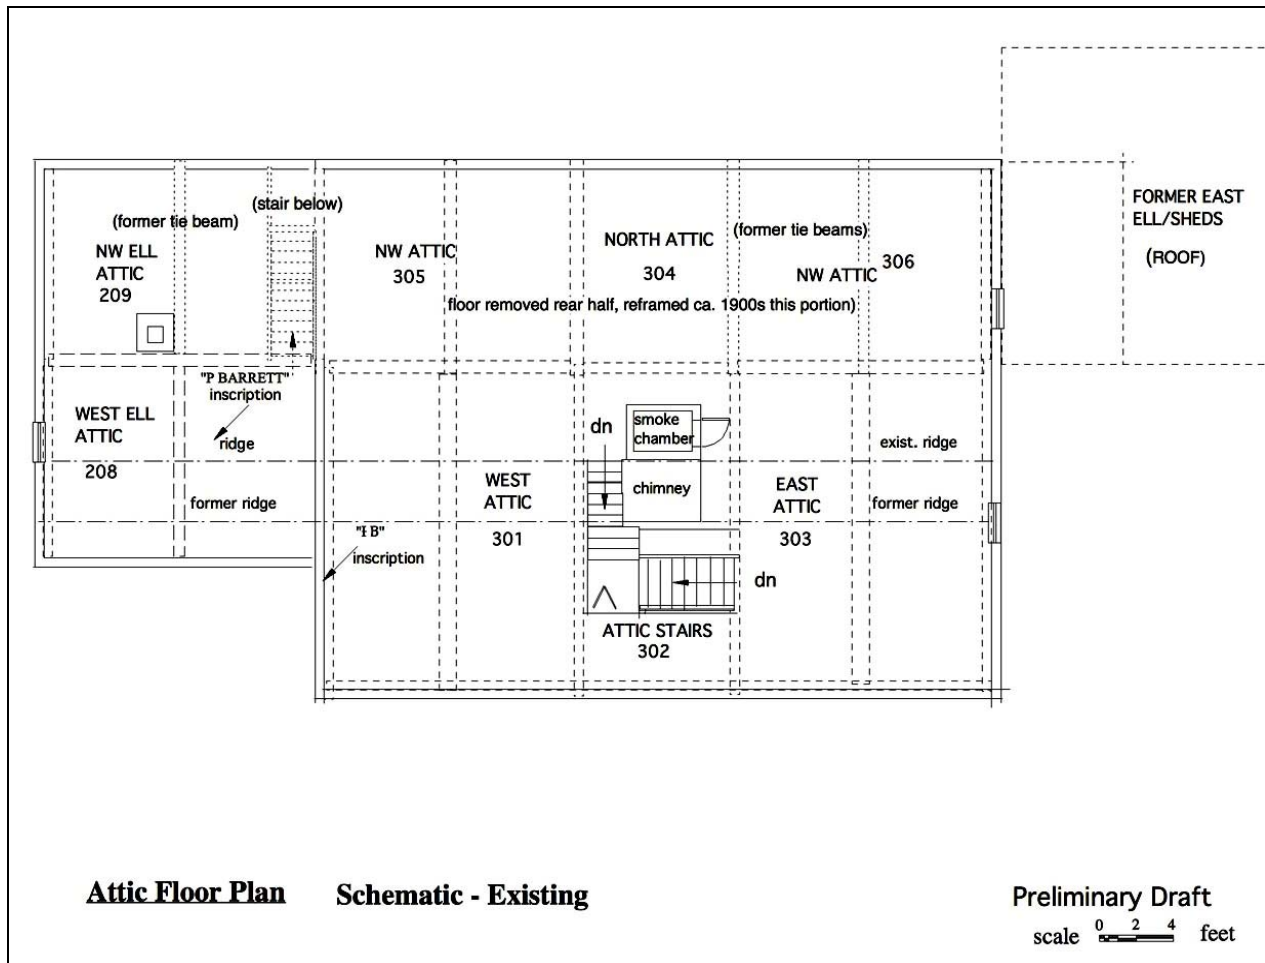 FORMER EAST
ELL/SHEDS
(ROOF)
(stair below)
(former tie beam)
NW ELL
ATTIC
209
NW ATTIC
305
NORTH ATTIC
304
(former tie beams)
NW ATTIC
306
floor removed rear half, reframed ca. 1900s this portion)
"P BARRETT"
inscription
WEST ELL
ATTIC
208
ridge
former ridge
"I B"
inscription
WEST
ATTIC
301
dn
smoke
chamber
chimney
EAST
ATTIC
303
exist. ridge
former ridge
dn
ATTIC STAIRS
302
Attic Floor Plan
Schematic - Existing
Preliminary Draft
scale 0 2 4 feet